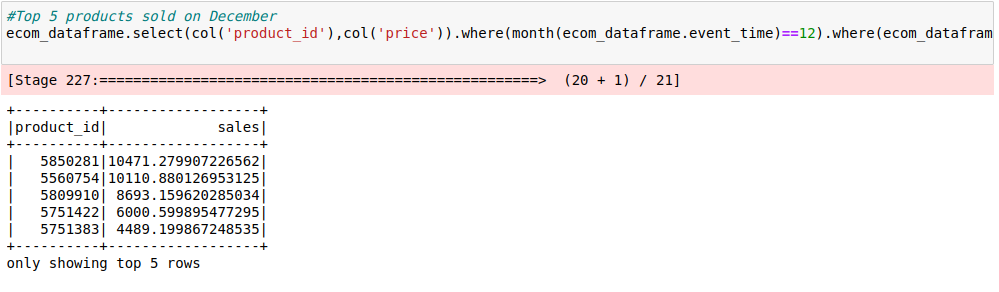 #Top 5 products sold on December
ecom_dataframe.select(col('product_id'),col('price')).where(month(ecom_dataframe.event_time)==12).where(ecom_datafram
[Stage 227:====================================================> (20 + 1) / 21]
+----------+------------------+
|product_id| sales|
+----------+------------------+
| 5850281|10471.279907226562|
| 5560754|10110.880126953125|
| 5809910| 8693.159620285034|
| 5751422| 6000.599895477295|
| 5751383| 4489.199867248535|
+----------+------------------+
only showing top 5 rows